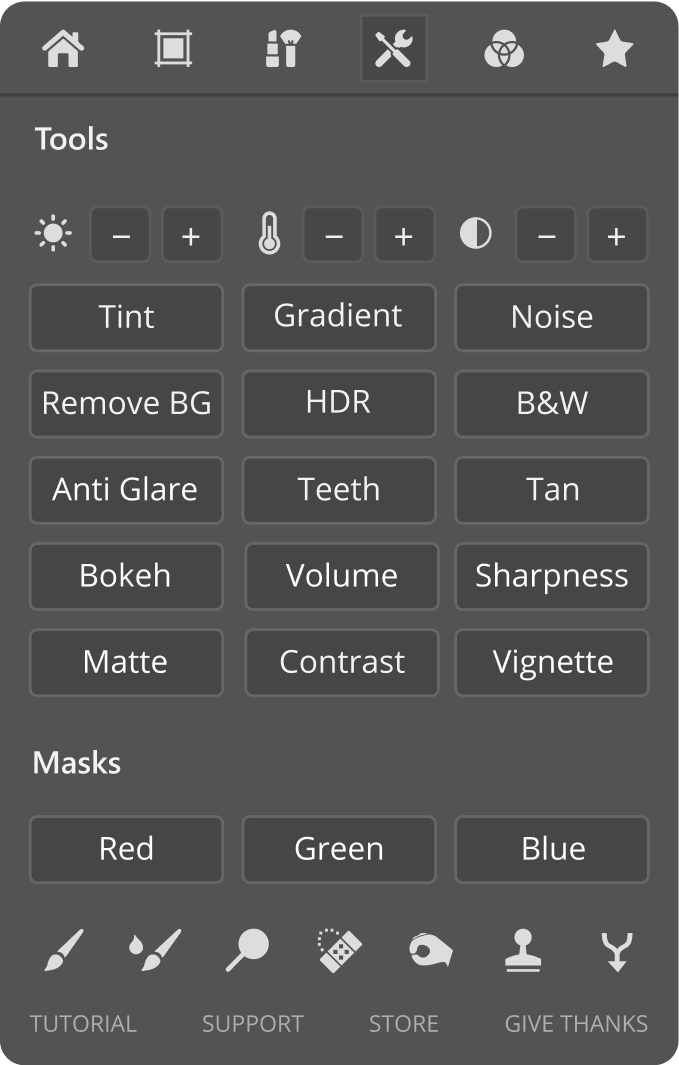 Tools
− + − + − +
Tint Gradient Noise
Remove BG HDR B&W
Anti Glare Teeth Tan
Bokeh Volume Sharpness
Matte Contrast Vignette
Masks
Red Green Blue
TUTORIAL SUPPORT STORE GIVE THANKS